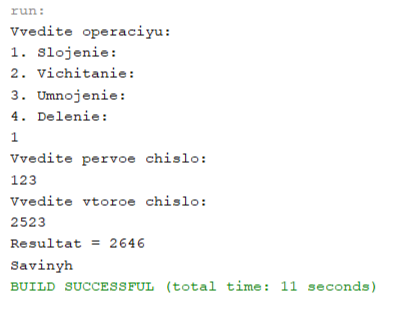 run:
Vvedite operaciyu:
1. Slojenie:
2. Vichitanie:
3. Umnojenie:
4. Delenie:
1
Vvedite pervoe chislo:
123
Vvedite vtoroe chislo:
2523
Resultat = 2646
Savinyh
BUILD SUCCESSFUL (total time: 11 seconds)